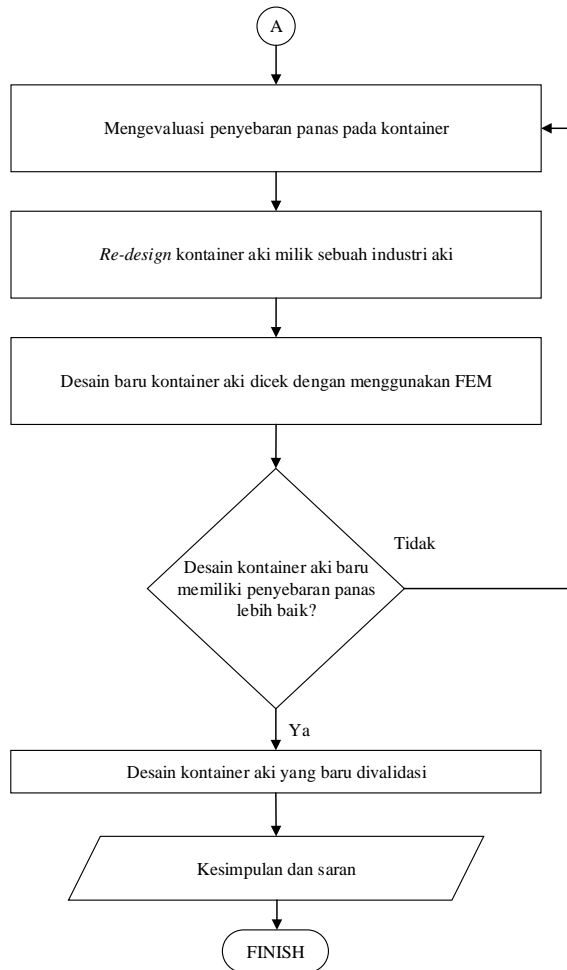 A
Mengevaluasi penyebaran panas pada kontainer
Re-design kontainer aki milik sebuah industri aki
Desain baru kontainer aki dicek dengan menggunakan FEM
Desain kontainer aki baru
memiliki penyebaran panas
lebih baik?
Tidak
Ya
Desain kontainer aki yang baru divalidasi
Kesimpulan dan saran
FINISH